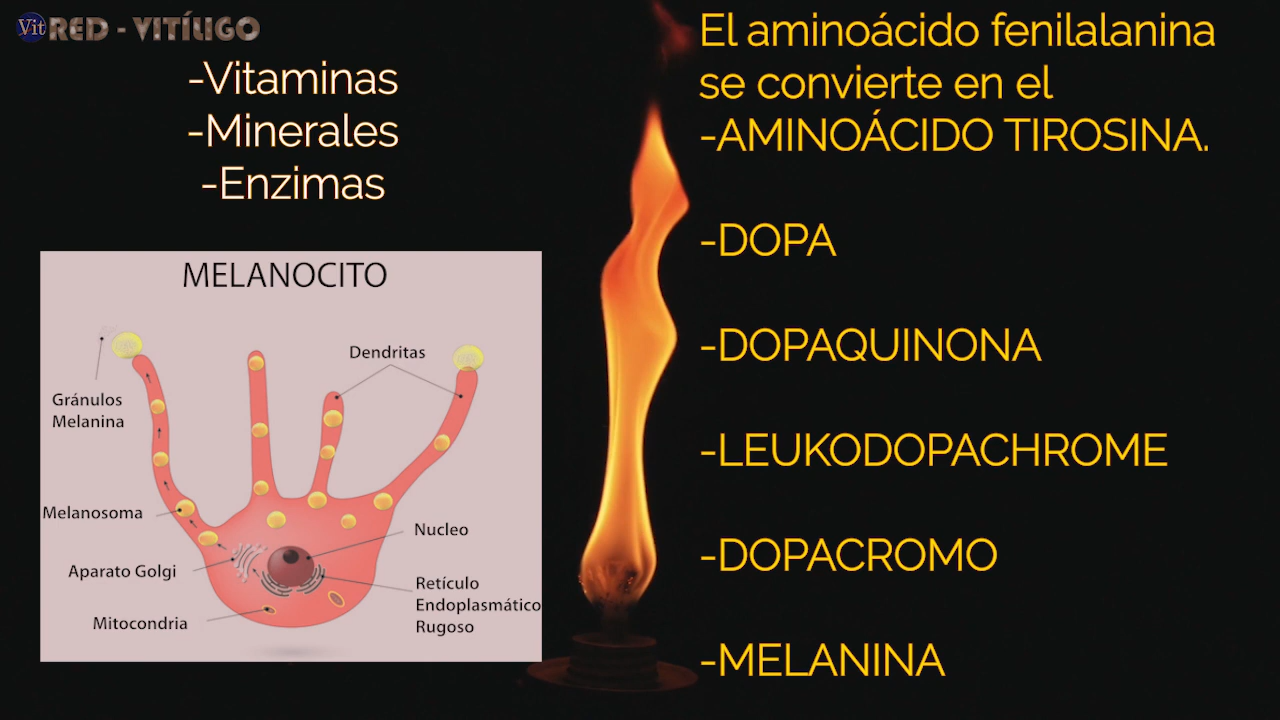 Vit RED - VITÍLIGO
-Vitaminas
-Minerales
-Enzimas
MELANOCITO
Dendritas
Gránulos
Melanina
Melanosoma
Nucleo
Aparato Golgi
Retículo
Endoplasmático
Rugoso
Mitocondria
El aminoácido fenilalanina
se convierte en el
-AMINOÁCIDO TIROSINA.
-DOPA
-DOPAQUINONA
-LEUKODOPACHROME
-DOPACROMO
-MELANINA